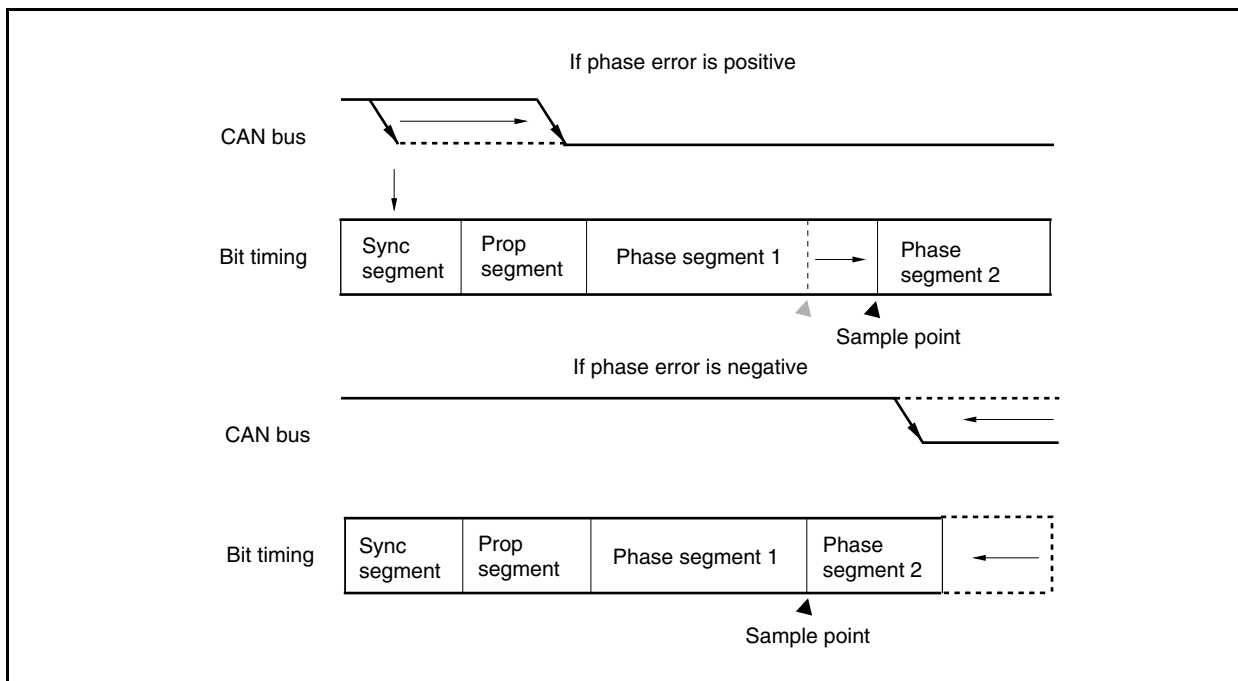 If phase error is positive
CAN bus
Bit timing
Sync
segment
Prop
segment
Phase segment 1
Phase
segment 2
Sample point
If phase error is negative
CAN bus
Bit timing
Sync
segment
Prop
segment
Phase segment 1
Phase
segment 2
Sample point